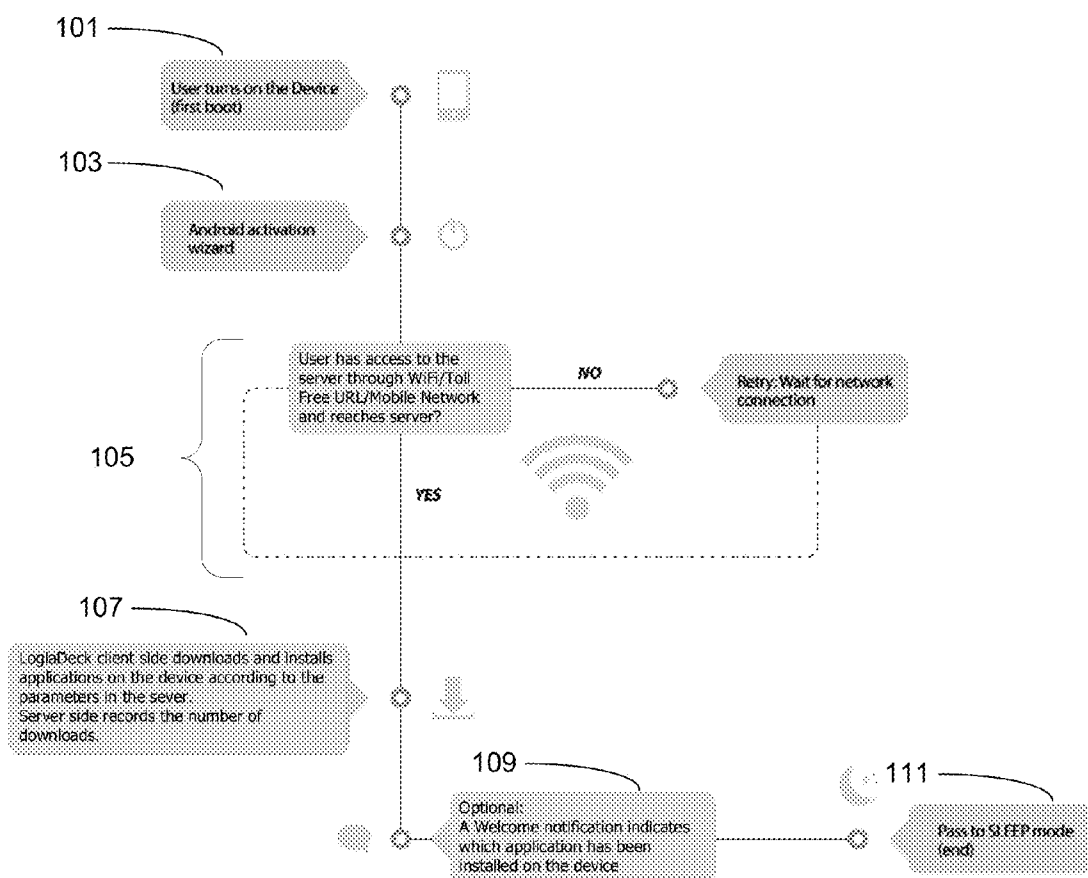 101
User turns on the Device
(first boot)
103
Android activation
wizard
105
User has access to the
server through WiFi/Toll
Free URL/Mobile Network
and reaches server?
NO
Retry: Wait for network
connection
YES
107
LogiaDeck client side downloads and installs
applications on the device according to the
parameters in the sever.
Server side records the number of
downloads.
109
Optional:
A Welcome notification indicates
which application has been
installed on the device
111
Pass to SLEEP mode
(end)